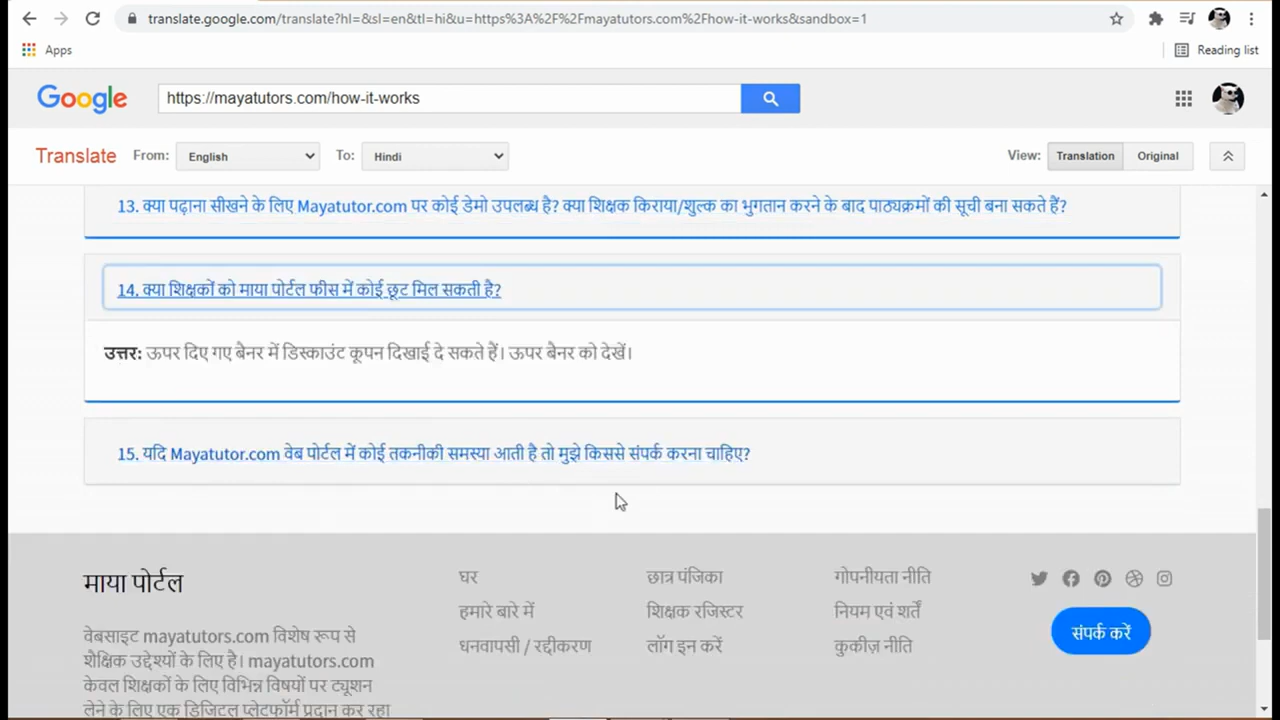 translate.google.com/translate?hl=&sl=en&tl=hi&u=https%3A%2F%2Fmayatutors.com%2Fhow-it-works&sandbox=1
Apps
Reading list
Google
https://mayatutors.com/how-it-works
Translate From: English To: Hindi View: Translation Original
13. क्या पढ़ाना सीखने के लिए Mayatutor.com पर कोई डेमो उपलब्ध है? क्या शिक्षक किराया/शुल्क का भुगतान करने के बाद पाठ्यक्रमों की सूची बना सकते हैं?
14. क्या शिक्षकों को माया पोर्टल फीस में कोई छूट मिल सकती है?
उत्तर: ऊपर दिए गए बैनर में डिस्काउंट कूपन दिखाई दे सकते हैं। ऊपर बैनर को देखें।
15. यदि Mayatutor.com वेब पोर्टल में कोई तकनीकी समस्या आती है तो मुझे किससे संपर्क करना चाहिए?
माया पोर्टल
वेबसाइट mayatutors.com विशेष रूप से
शैक्षिक उद्देश्यों के लिए है। mayatutors.com
केवल शिक्षकों के लिए विभिन्न विषयों पर ट्यूशन
लेने के लिए एक डिजिटल प्लेटफॉर्म प्रदान कर रहा
घर
हमारे बारे में
धनवापसी / रद्दीकरण
छात्र पंजिका
शिक्षक रजिस्टर
लॉग इन करें
गोपनीयता नीति
नियम एवं शर्तें
कुकीज़ नीति
संपर्क करें